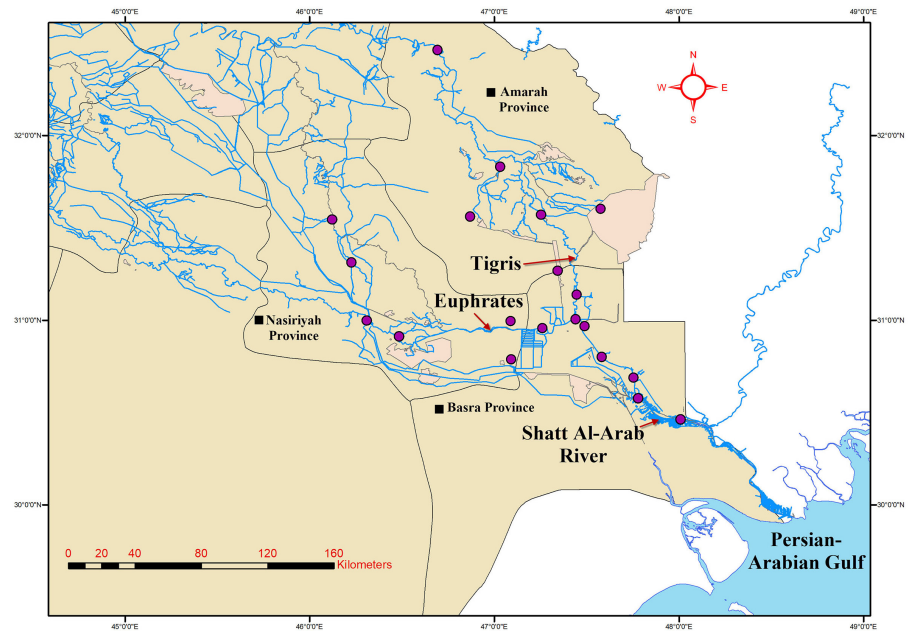 45°0'0"E 46°0'0"E 47°0'0"E 48°0'0"E 49°0'0"E
N
W E
S
Amarah
Province
32°0'0"N 32°0'0"N
Tigris
Euphrates
31°0'0"N 31°0'0"N
Nasiriyah
Province
Basra Province
Shatt Al-Arab
River
30°0'0"N 30°0'0"N
Persian-
Arabian Gulf
0 20 40 80 120 160
Kilometers
45°0'0"E 46°0'0"E 47°0'0"E 48°0'0"E 49°0'0"E